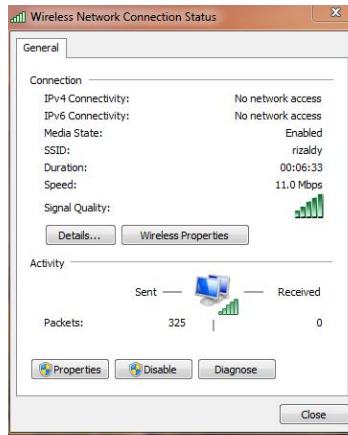 Wireless Network Connection Status
General
Connection
IPv4 Connectivity: No network access
IPv6 Connectivity: No network access
Media State: Enabled
SSID: rizaldy
Duration: 00:06:33
Speed: 11.0 Mbps
Signal Quality:
Details... Wireless Properties
Activity
Sent Received
Packets: 325 0
Properties Disable Diagnose
Close